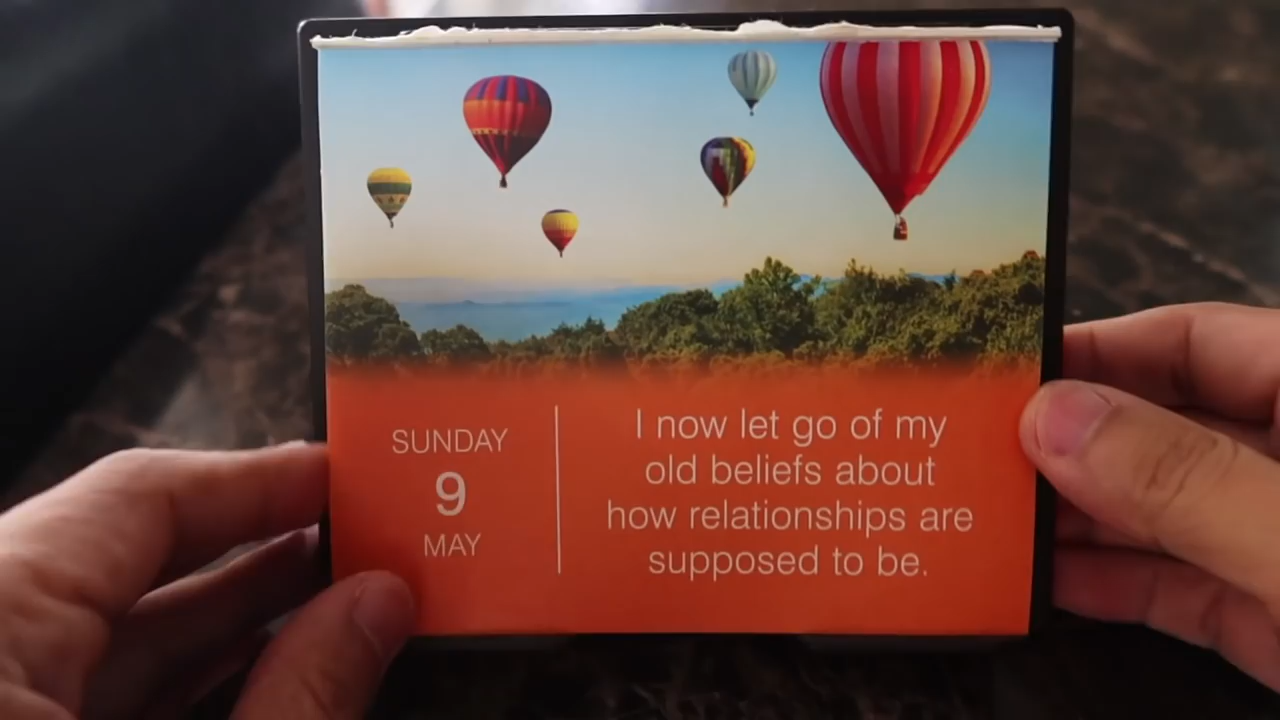 SUNDAY
9
MAY
I now let go of my
old beliefs about
how relationships are
supposed to be.